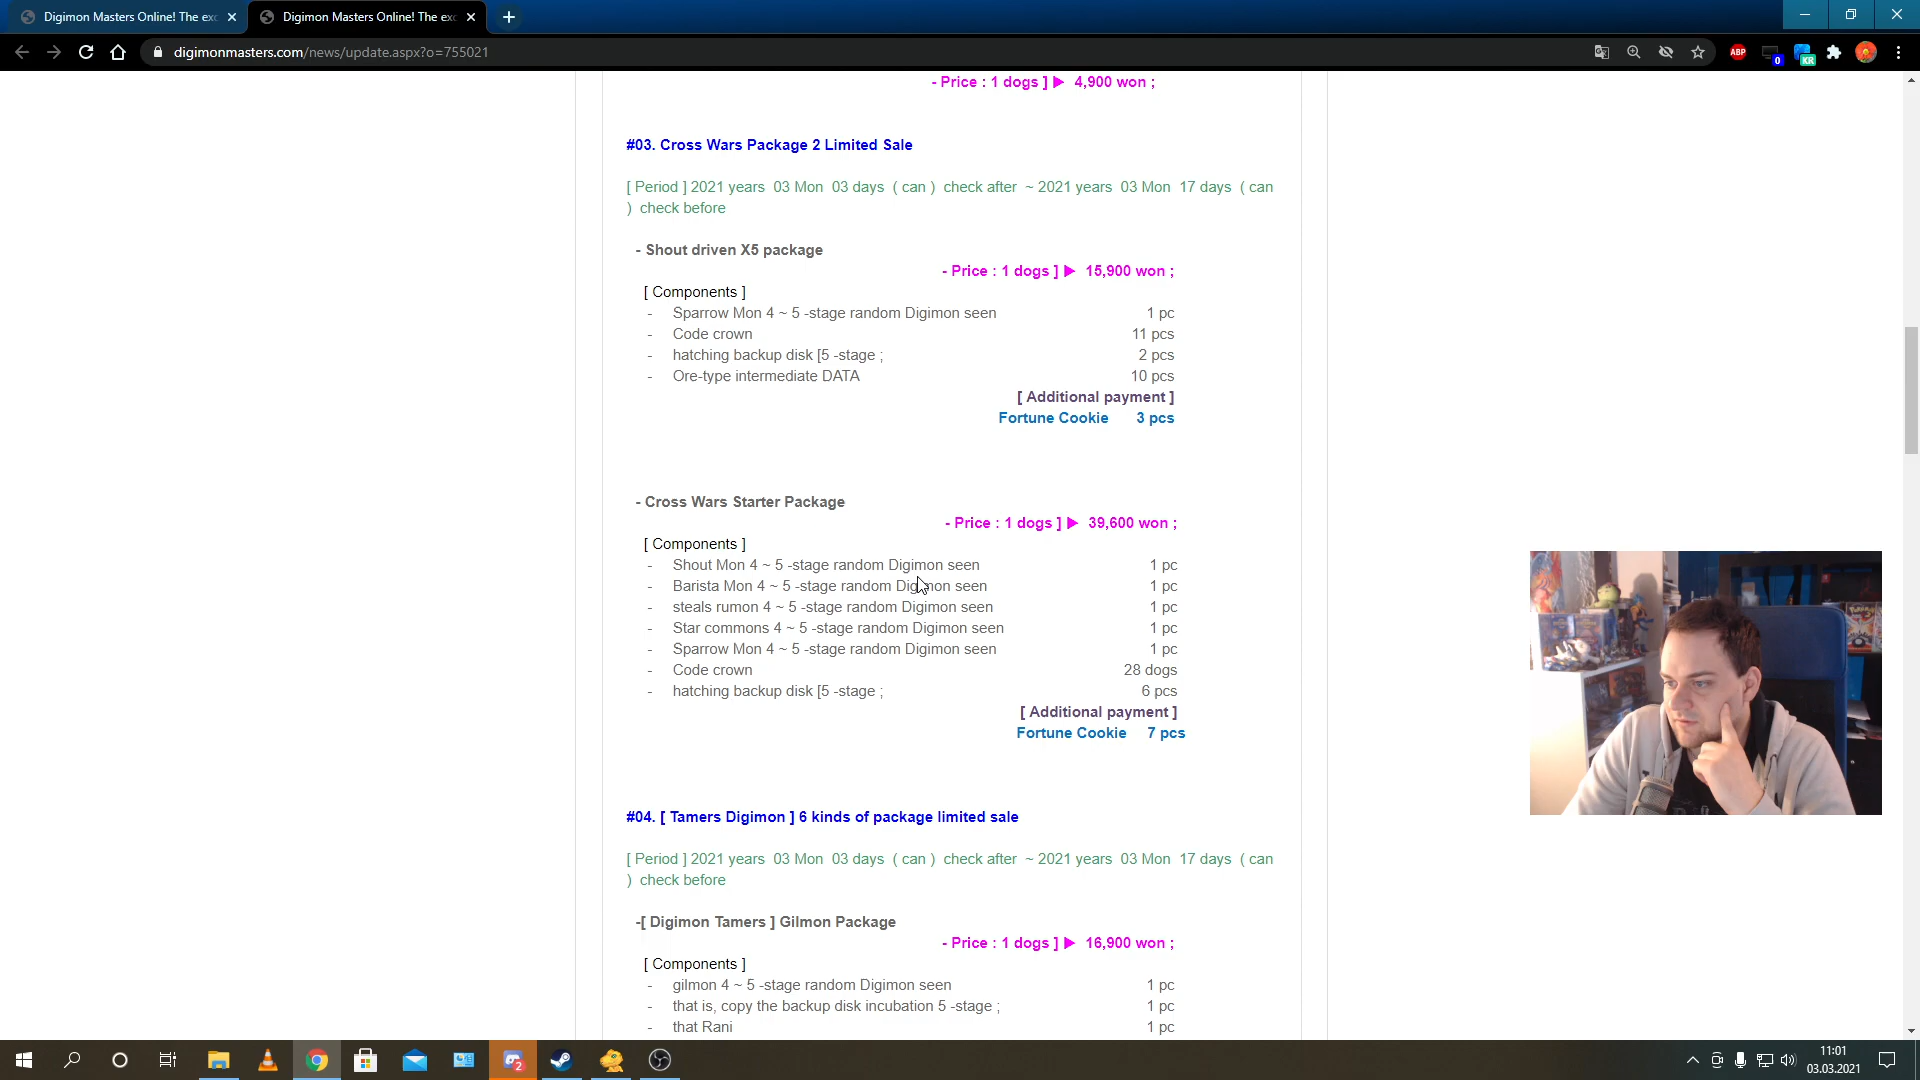 Digimon Masters Online! The exc
Digimon Masters Online! The exc
digimonmasters.com/news/update.aspx?o=755021
ABP
0
KR
- Price : 1 dogs ] ▶ 4,900 won ;
#03. Cross Wars Package 2 Limited Sale
[ Period ] 2021 years 03 Mon 03 days ( can ) check after ~ 2021 years 03 Mon 17 days ( can
) check before
- Shout driven X5 package
- Price : 1 dogs ] ▶ 15,900 won ;
[ Components ]
- Sparrow Mon 4 ~ 5 -stage random Digimon seen 1 pc
- Code crown 11 pcs
- hatching backup disk [5 -stage ; 2 pcs
- Ore-type intermediate DATA 10 pcs
[ Additional payment ]
Fortune Cookie 3 pcs
- Cross Wars Starter Package
- Price : 1 dogs ] ▶ 39,600 won ;
[ Components ]
- Shout Mon 4 ~ 5 -stage random Digimon seen 1 pc
- Barista Mon 4 ~ 5 -stage random Digimon seen 1 pc
- steals rumon 4 ~ 5 -stage random Digimon seen 1 pc
- Star commons 4 ~ 5 -stage random Digimon seen 1 pc
- Sparrow Mon 4 ~ 5 -stage random Digimon seen 1 pc
- Code crown 28 dogs
- hatching backup disk [5 -stage ; 6 pcs
[ Additional payment ]
Fortune Cookie 7 pcs
#04. [ Tamers Digimon ] 6 kinds of package limited sale
[ Period ] 2021 years 03 Mon 03 days ( can ) check after ~ 2021 years 03 Mon 17 days ( can
) check before
-[ Digimon Tamers ] Gilmon Package
- Price : 1 dogs ] ▶ 16,900 won ;
[ Components ]
- gilmon 4 ~ 5 -stage random Digimon seen 1 pc
- that is, copy the backup disk incubation 5 -stage ; 1 pc
- that Rani 1 pc
2
11:01
03.03.2021